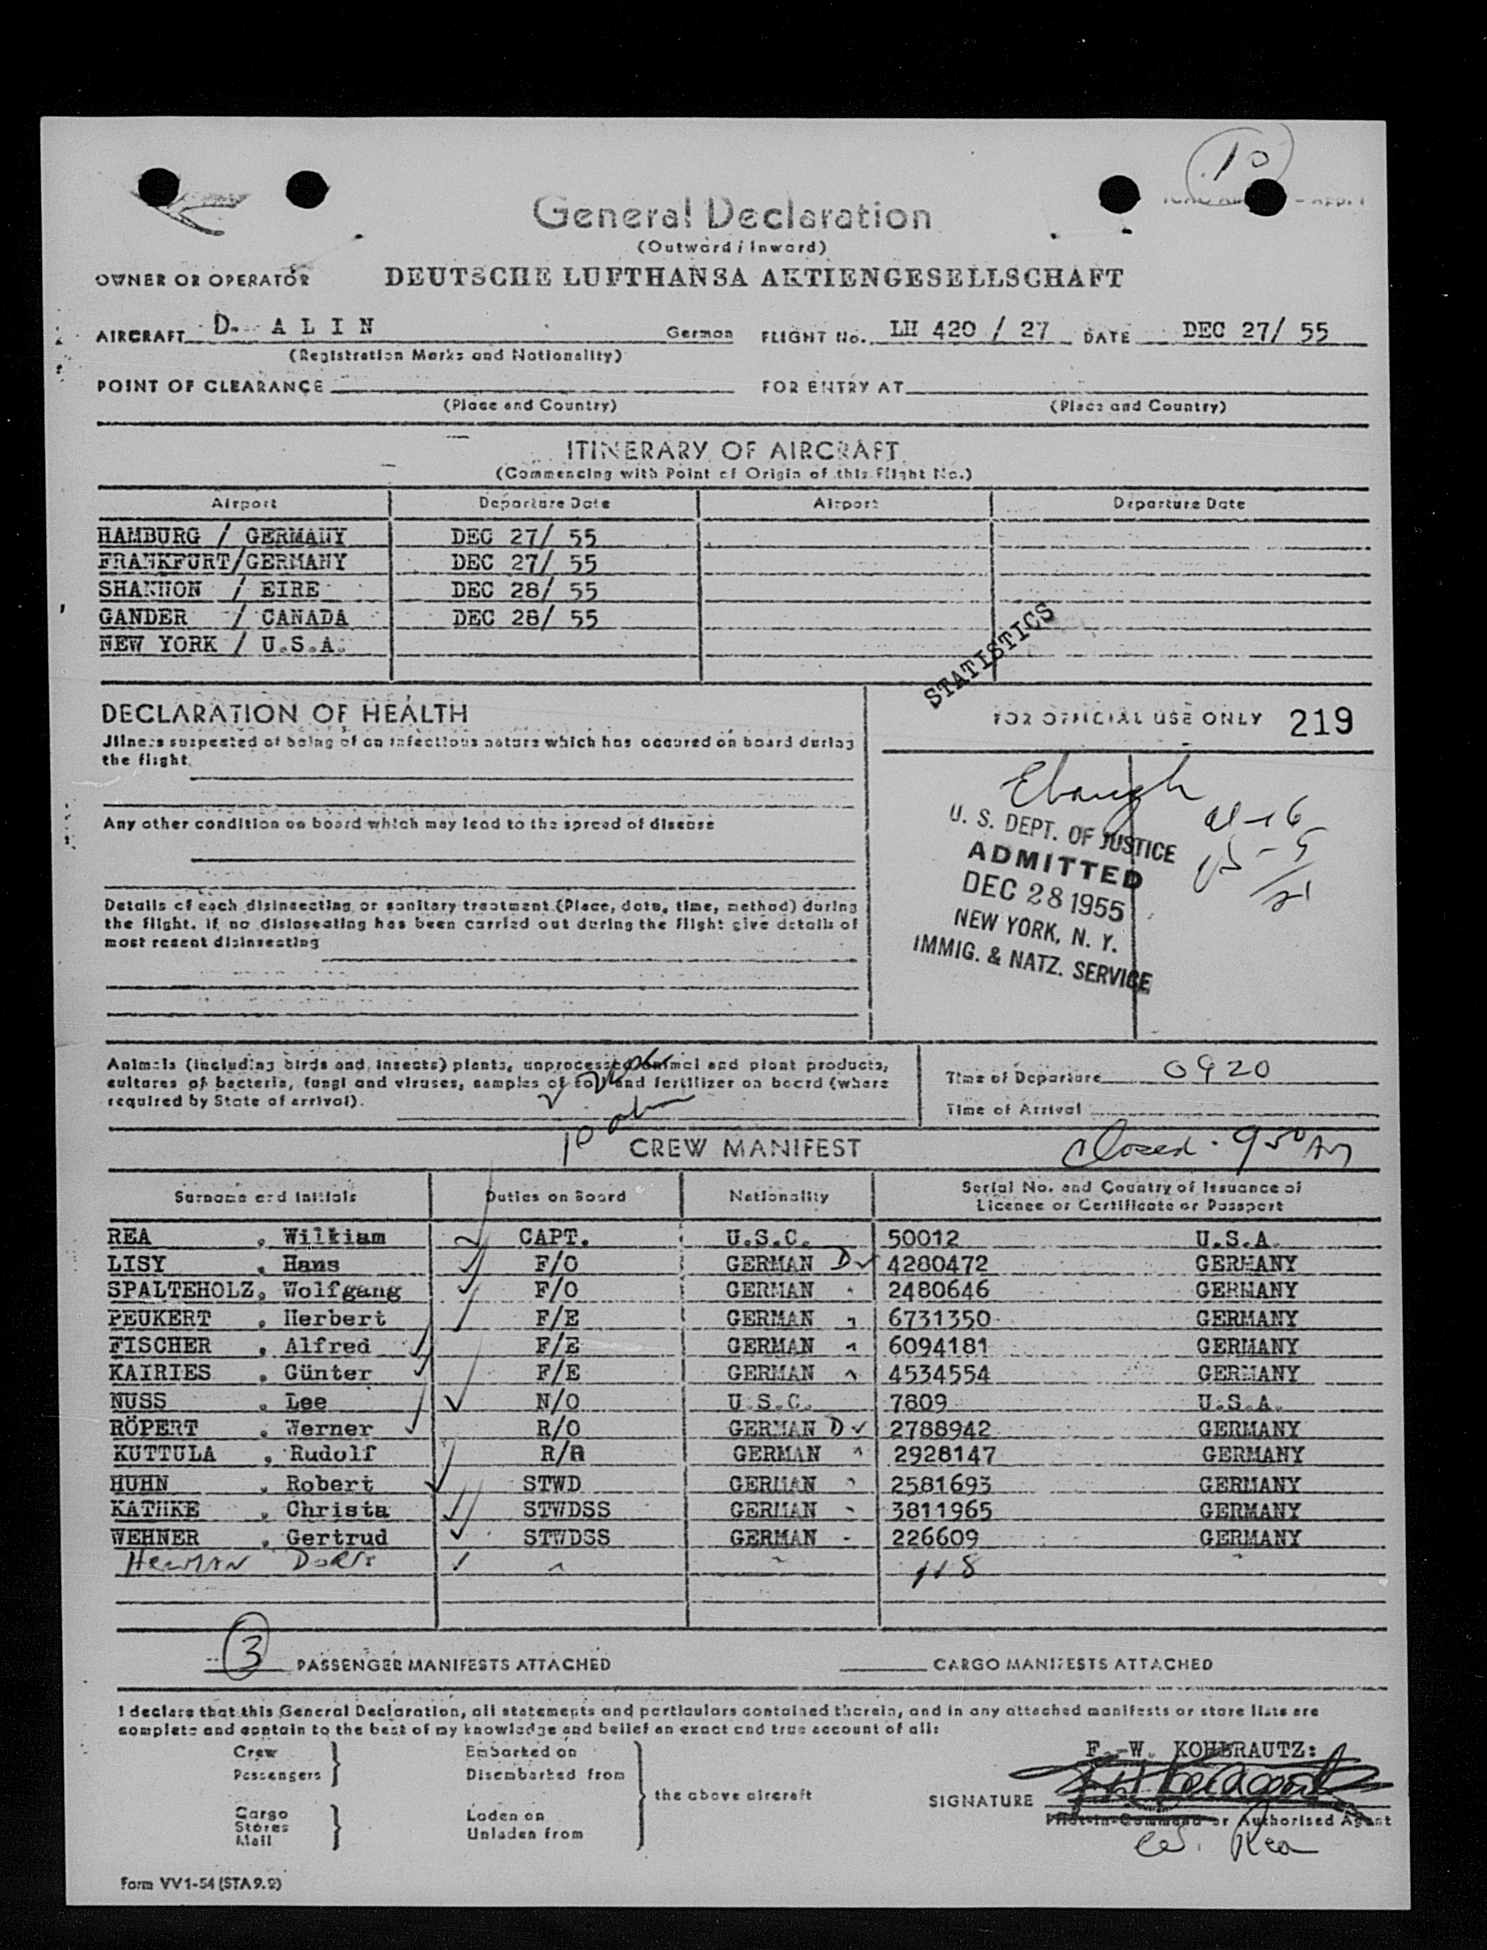 10
General Declaration
(Outward / Inward)
OWNER OR OPERATOR DEUTSCHE LUFTHANSA AKTIENGESELLSCHAFT
AIRCRAFT D. A L I N German FLIGHT No. LH 420 / 27 DATE DEC 27/ 55
(Registration Marks and Nationality)
POINT OF CLEARANCE FOR ENTRY AT
(Place and Country) (Place and Country)
ITINERARY OF AIRCRAFT
(Commencing with Point of Origin of this Flight No.)
Airport Departure Date Airport Departure Date
HAMBURG / GERMANY DEC 27/ 55
FRANKFURT/GERMANY DEC 27/ 55
SHANNON / EIRE DEC 28/ 55
GANDER / CANADA DEC 28/ 55
NEW YORK / U.S.A.
STATISTICS
DECLARATION OF HEALTH
Jllness suspected of being of an infectious nature which has occured on board during
the flight
Any other condition on board which may lead to the spread of disease
Details of each disinsecting or sanitary treatment (Place, date, time, method) during
the flight. If no disinsecting has been carried out during the flight give details of
most recent disinsecting
FOR OFFICIAL USE ONLY 219
Ebaugh
U. S. DEPT. OF JUSTICE
ADMITTED
DEC 28 1955
NEW YORK, N. Y.
IMMIG. & NATZ. SERVICE
Animals (including birds and insects) plants, unprocessed animal and plant products,
cultures of bacteria, fungi and viruses, samples of soil and fertilizer on board (where
required by State of arrival).
Time of Departure 0920
Time of Arrival
CREW MANIFEST
Closed. 9 50 AM
Surname and Initials Duties on Board Nationality Serial No. and Country of Issuance of
Licence or Certificate or Passport
REA , William CAPT. U.S.C. 50012 U.S.A.
LISY , Hans F/O GERMAN D 4280472 GERMANY
SPALTEHOLZ, Wolfgang F/O GERMAN 2480646 GERMANY
PEUKERT , Herbert F/E GERMAN 6731350 GERMANY
FISCHER , Alfred F/E GERMAN 6094181 GERMANY
KAIRIES , Günter F/E GERMAN 4534554 GERMANY
NUSS , Lee N/O U.S.C. 7809 U.S.A.
RÖPERT , Werner R/O GERMAN D 2788942 GERMANY
KUTTULA , Rudolf R/R GERMAN 2928147 GERMANY
HUHN , Robert STWD GERMAN 2581693 GERMANY
KATHKE , Christa STWDSS GERMAN 3811965 GERMANY
WEHNER , Gertrud STWDSS GERMAN 226609 GERMANY
118
3 PASSENGER MANIFESTS ATTACHED CARGO MANIFESTS ATTACHED
I declare that this General Declaration, all statements and particulars contained therein, and in any attached manifests or store lists are
complete and contain to the best of my knowledge and belief an exact and true account of all:
Crew Embarked on
Passengers Disembarked from
the above aircraft
Cargo Laden on
Stores
Mail Unladen from
F.-W. KOHLRAUTZ:
SIGNATURE
Pilot-in-Command or Authorised Agent
W. Rea
Form VV1-54 (STA9.2)